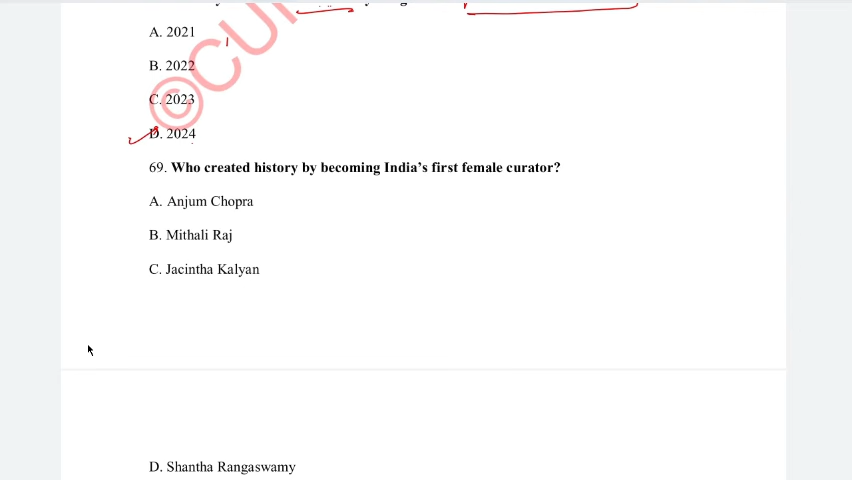 A. 2021
B. 2022
C. 2023
D. 2024
69. Who created history by becoming India's first female curator?
A. Anjum Chopra
B. Mithali Raj
C. Jacintha Kalyan
D. Shantha Rangaswamy